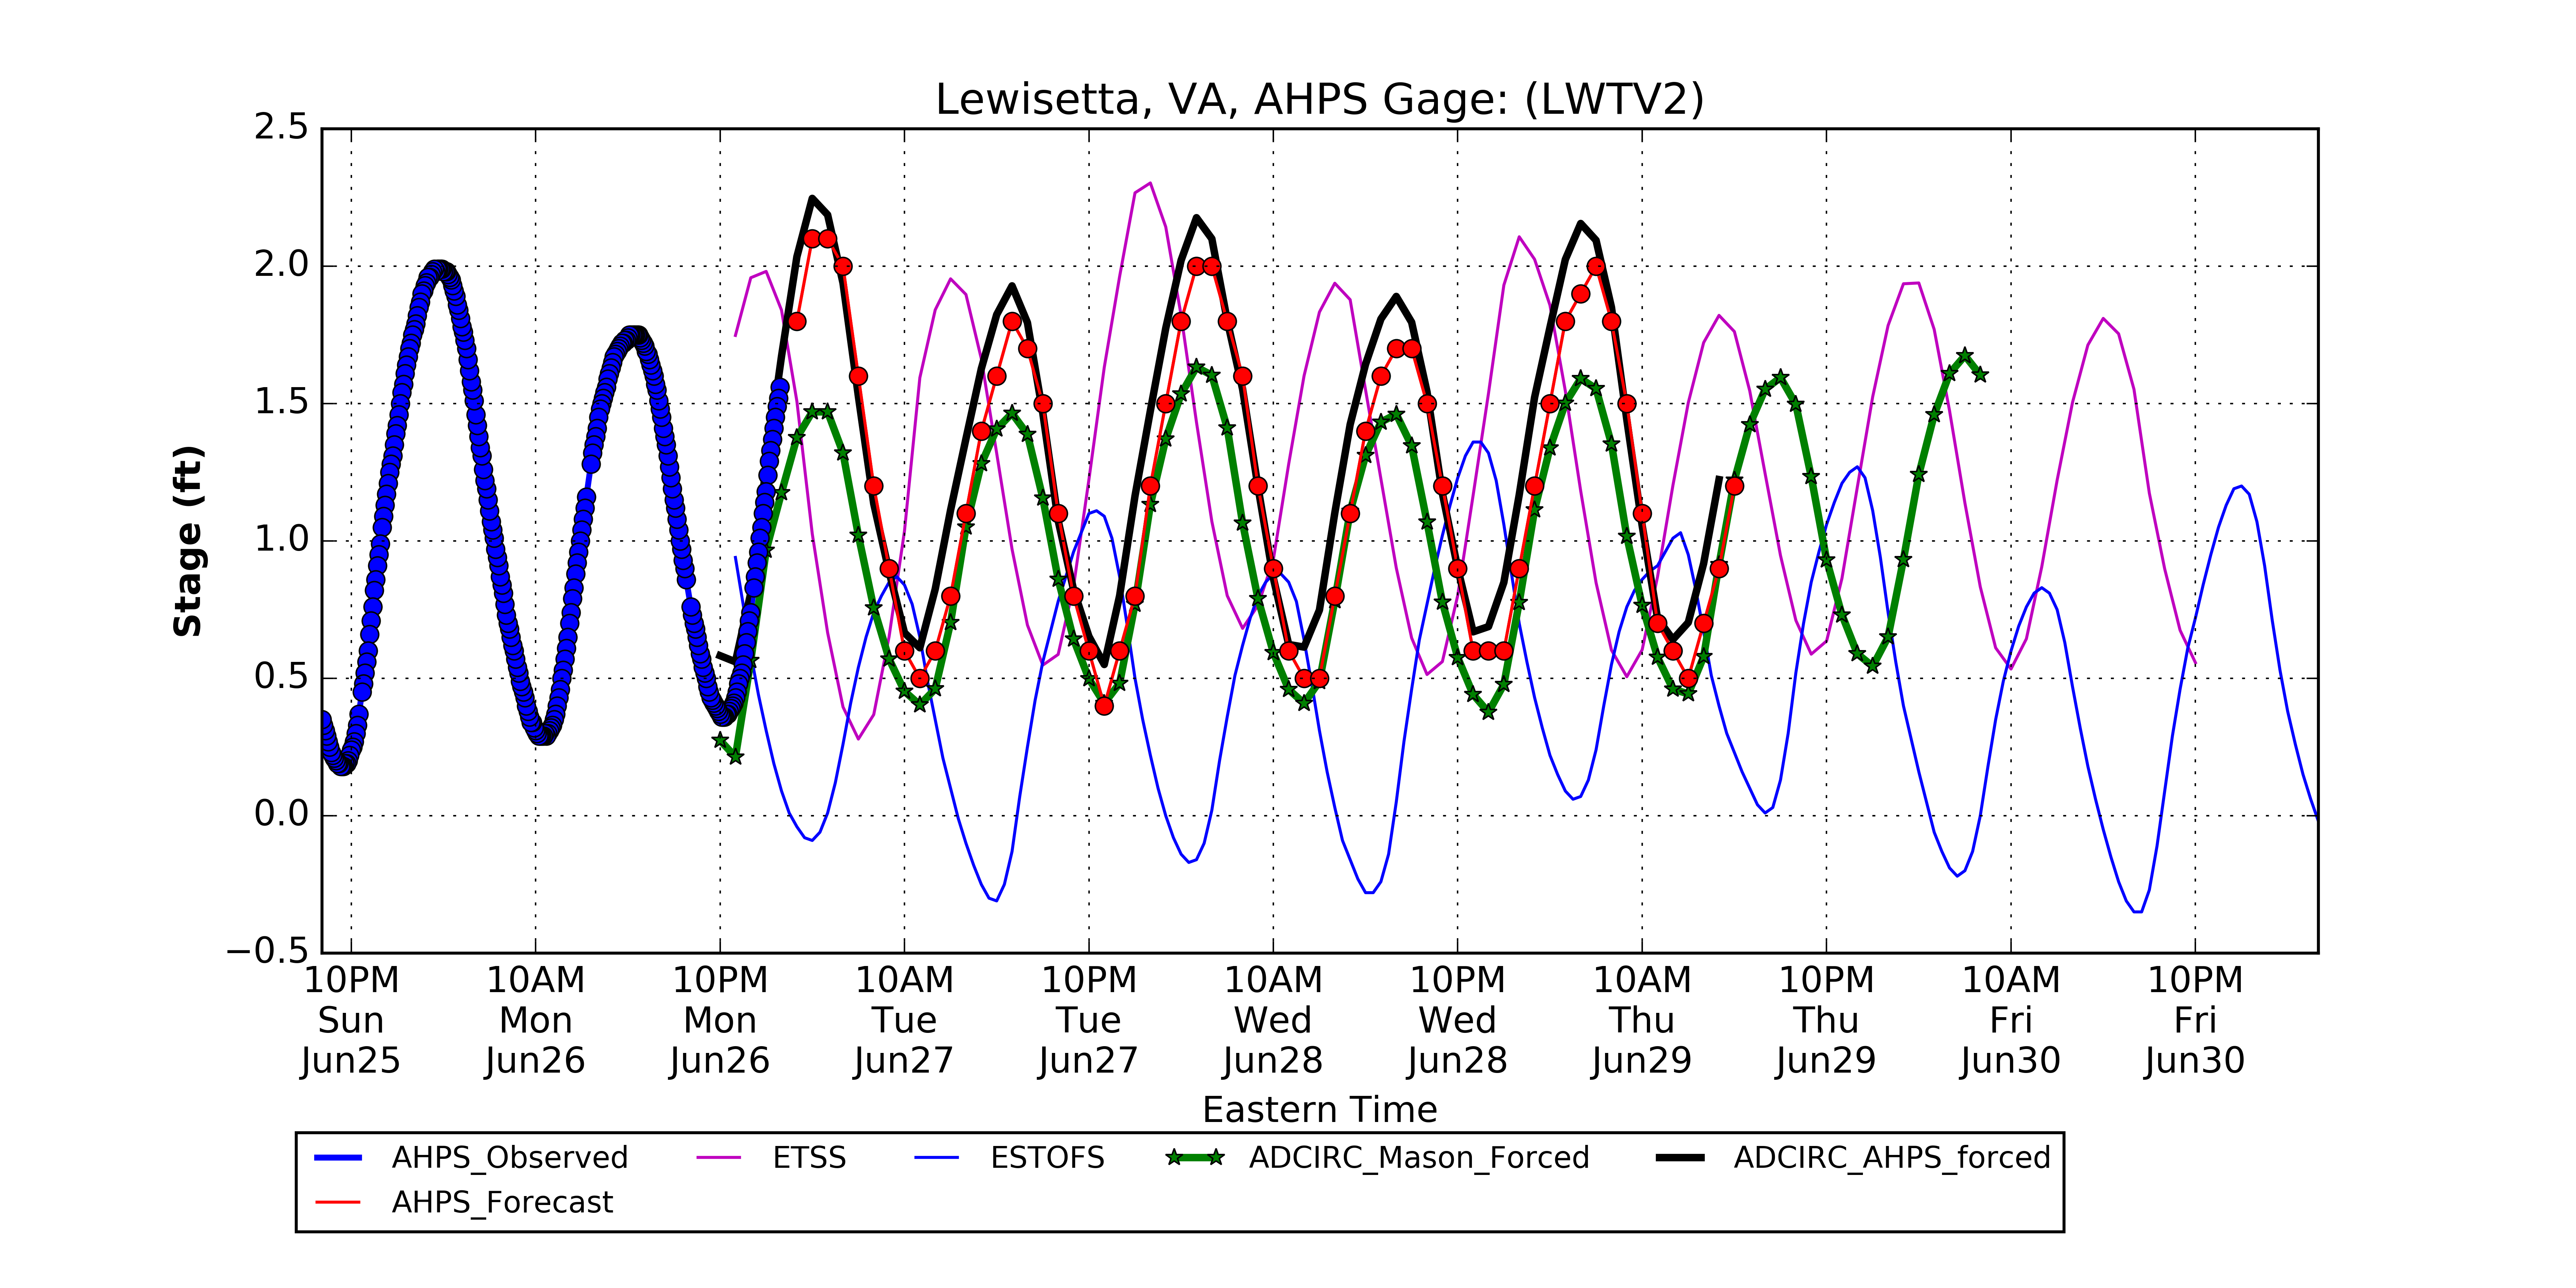 Lewisetta, VA, AHPS Gage: (LWTV2)
2.5
2.0
1.5
1.0
0.5
0.0
−0.5
Stage (ft)
10PM 10AM 10PM 10AM 10PM 10AM 10PM 10AM 10PM 10AM 10PM
Sun Mon Mon Tue Tue Wed Wed Thu Thu Fri Fri
Jun25 Jun26 Jun26 Jun27 Jun27 Jun28 Jun28 Jun29 Jun29 Jun30 Jun30
Eastern Time
AHPS_Observed ETSS ESTOFS ADCIRC_Mason_Forced ADCIRC_AHPS_forced
AHPS_Forecast